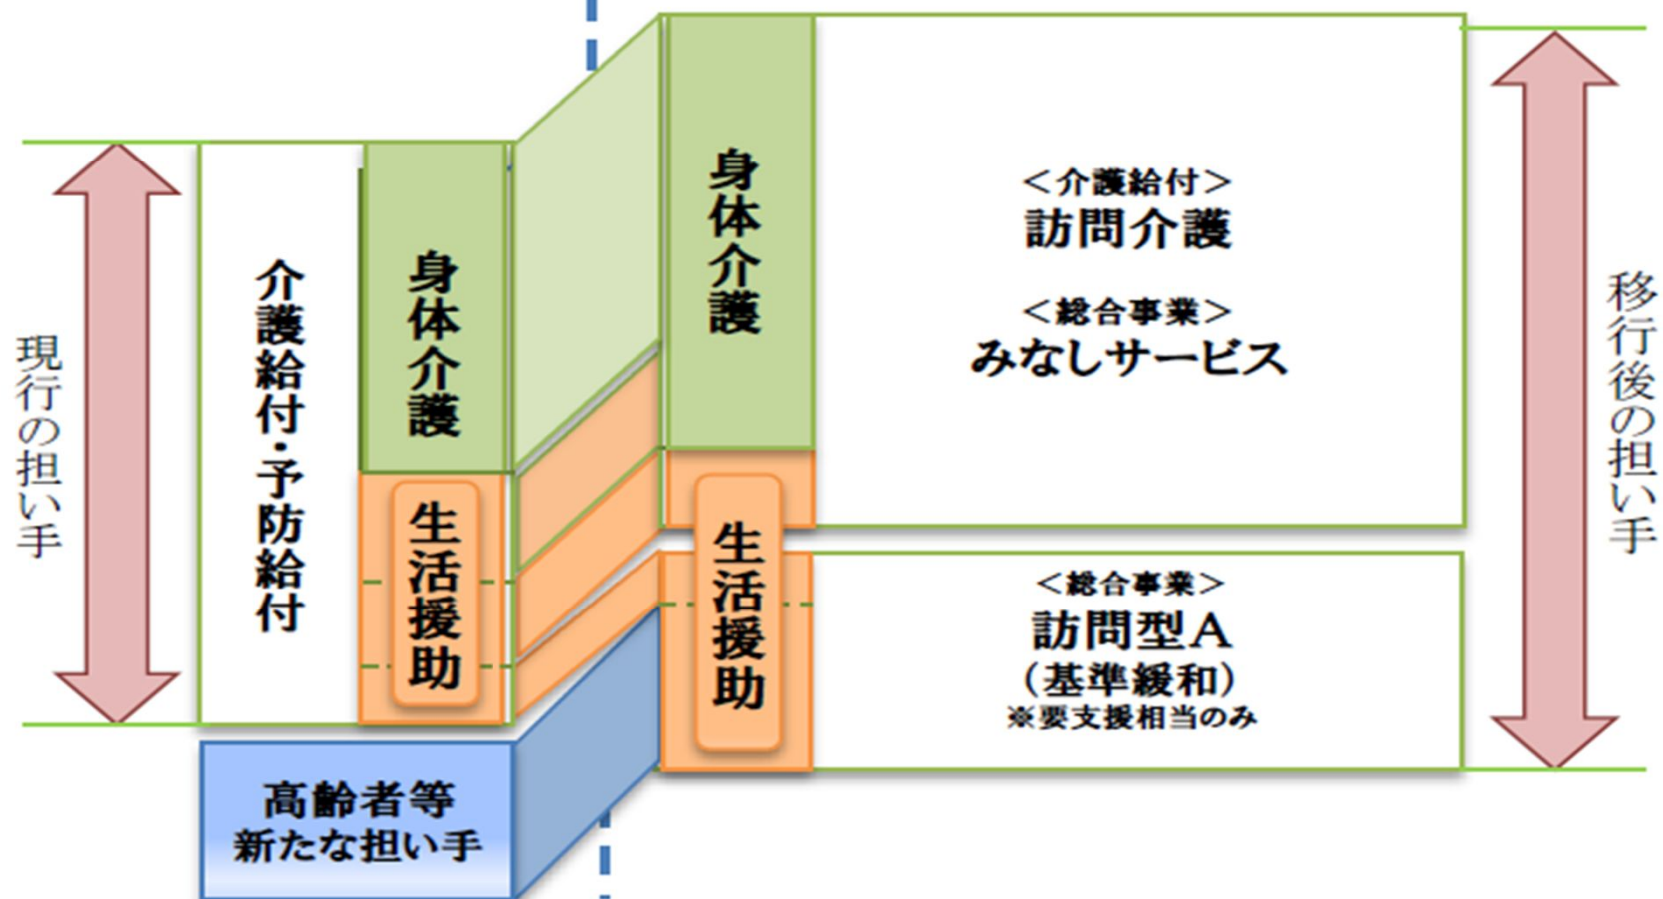 現行の担い手
介護給付・予防給付
身体介護
生活援助
高齢者等
新たな担い手
身体介護
生活援助
＜介護給付＞
訪問介護
＜総合事業＞
みなしサービス
＜総合事業＞
訪問型A
（基準緩和）
※要支援相当のみ
移行後の担い手